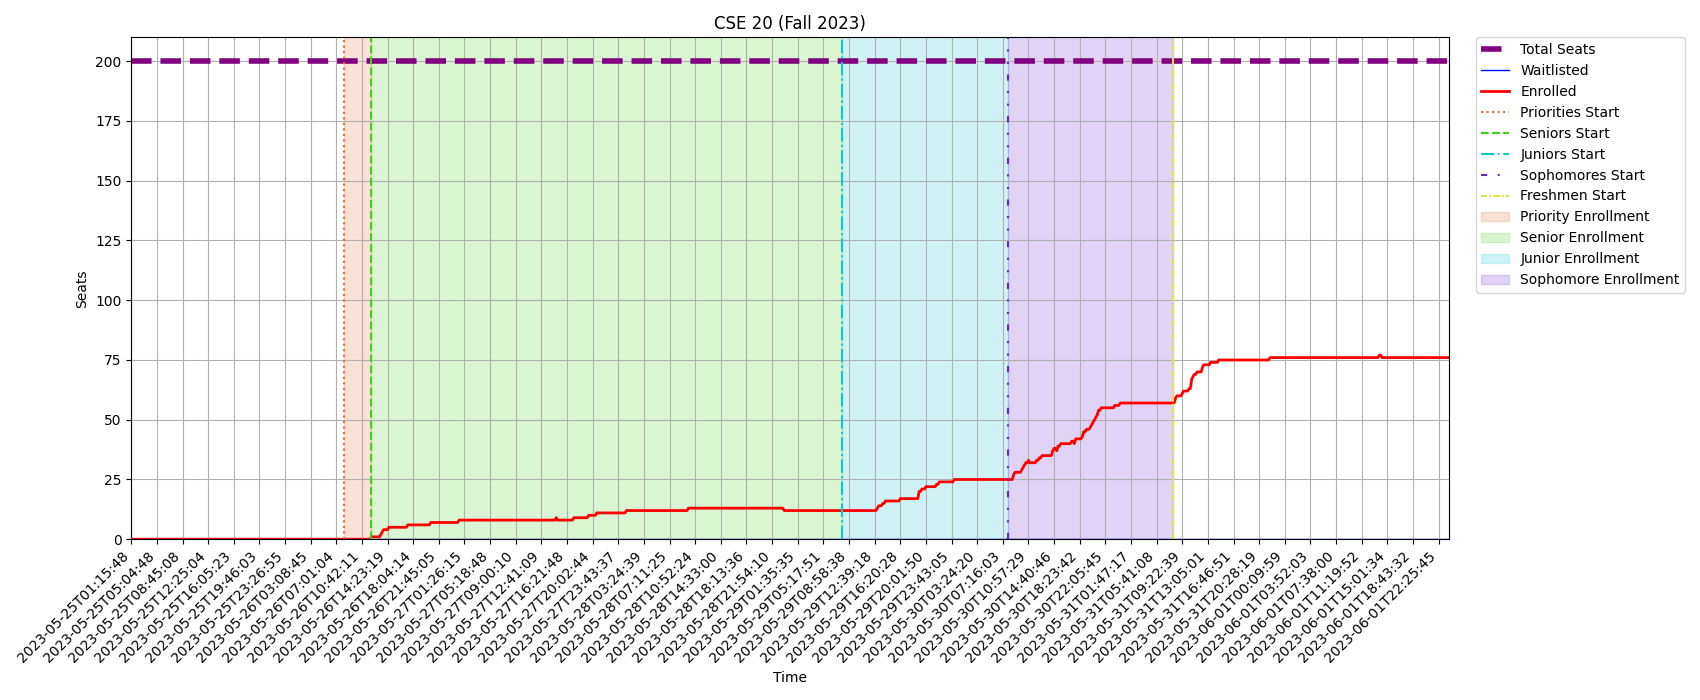 CSE 20 (Fall 2023)
Seats
200
175
150
125
100
75
50
25
0
2023-05-25T01:15:48
2023-05-25T05:04:48
2023-05-25T08:45:08
2023-05-25T12:25:04
2023-05-25T16:05:23
2023-05-25T19:46:03
2023-05-25T23:26:55
2023-05-26T03:08:45
2023-05-26T07:01:04
2023-05-26T10:42:11
2023-05-26T14:23:19
2023-05-26T18:04:14
2023-05-26T21:45:05
2023-05-27T01:26:15
2023-05-27T05:18:48
2023-05-27T09:00:10
2023-05-27T12:41:09
2023-05-27T16:21:48
2023-05-27T20:02:44
2023-05-27T23:43:37
2023-05-28T03:24:39
2023-05-28T07:11:25
2023-05-28T10:52:24
2023-05-28T14:33:00
2023-05-28T18:13:36
2023-05-28T21:54:10
2023-05-29T01:35:35
2023-05-29T05:17:51
2023-05-29T08:58:39
2023-05-29T12:39:18
2023-05-29T16:20:28
2023-05-29T20:01:50
2023-05-29T23:43:05
2023-05-30T03:24:20
2023-05-30T07:16:03
2023-05-30T10:57:29
2023-05-30T14:40:46
2023-05-30T18:23:42
2023-05-30T22:05:45
2023-05-31T01:47:17
2023-05-31T05:41:08
2023-05-31T09:22:39
2023-05-31T13:05:01
2023-05-31T16:46:51
2023-05-31T20:28:19
2023-06-01T00:09:59
2023-06-01T03:52:03
2023-06-01T07:38:00
2023-06-01T11:19:52
2023-06-01T15:01:34
2023-06-01T18:43:32
2023-06-01T22:25:45
Time
Total Seats
Waitlisted
Enrolled
Priorities Start
Seniors Start
Juniors Start
Sophomores Start
Freshmen Start
Priority Enrollment
Senior Enrollment
Junior Enrollment
Sophomore Enrollment